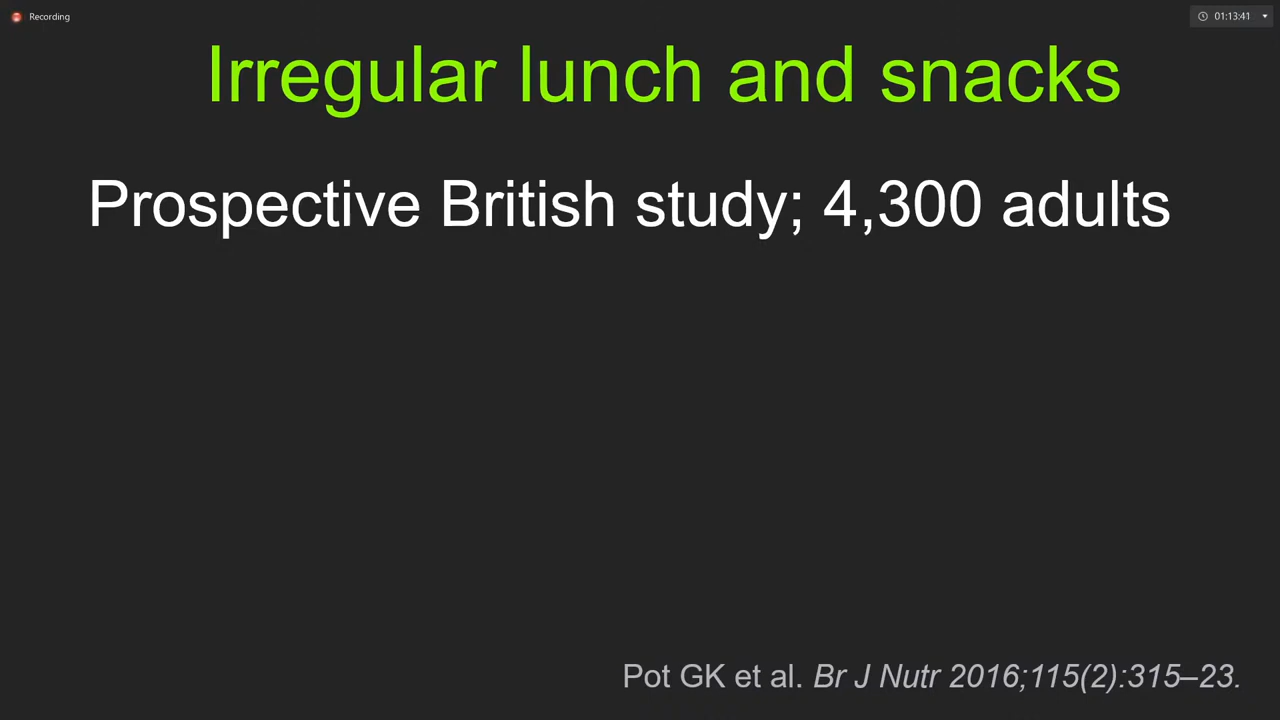 Recording
01:13:41
Irregular lunch and snacks
Prospective British study; 4,300 adults
Pot GK et al. Br J Nutr 2016;115(2):315–23.